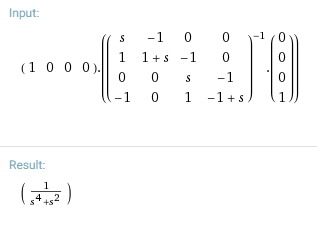 Input:
( 1 0 0 0 ).((
s −1 0 0
1 1 + s −1 0
0 0 s −1
−1 0 1 −1 + s
)^−1 . (
0
0
0
1
))
Result:
( 1/(s^4+s^2) )